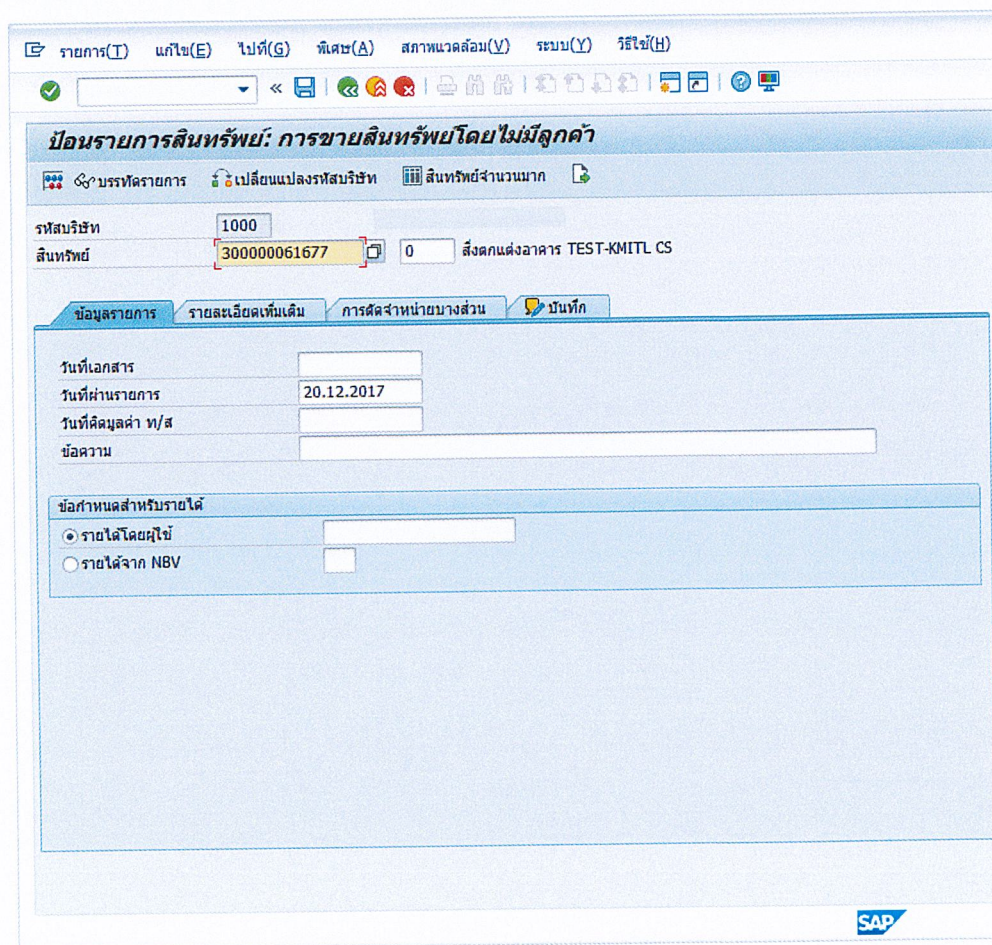 รายการ(T) แก้ไข(E) ไปที่(G) พิเศษ(A) สภาพแวดล้อม(V) ระบบ(Y) วิธีใช้(H)
ป้อนรายการสินทรัพย์: การขายสินทรัพย์โดยไม่มีลูกค้า
บรรทัดรายการ เปลี่ยนแปลงรหัสบริษัท สินทรัพย์จำนวนมาก
รหัสบริษัท 1000
สินทรัพย์ 300000061677 0 สิ่งตกแต่งอาคาร TEST-KMITL CS
ข้อมูลรายการ รายละเอียดเพิ่มเติม การตัดจำหน่ายบางส่วน บันทึก
วันที่เอกสาร
วันที่ผ่านรายการ 20.12.2017
วันที่คิดมูลค่า ท/ส
ข้อความ
ข้อกำหนดสำหรับรายได้
รายได้โดยผู้ใช้
รายได้จาก NBV
SAP